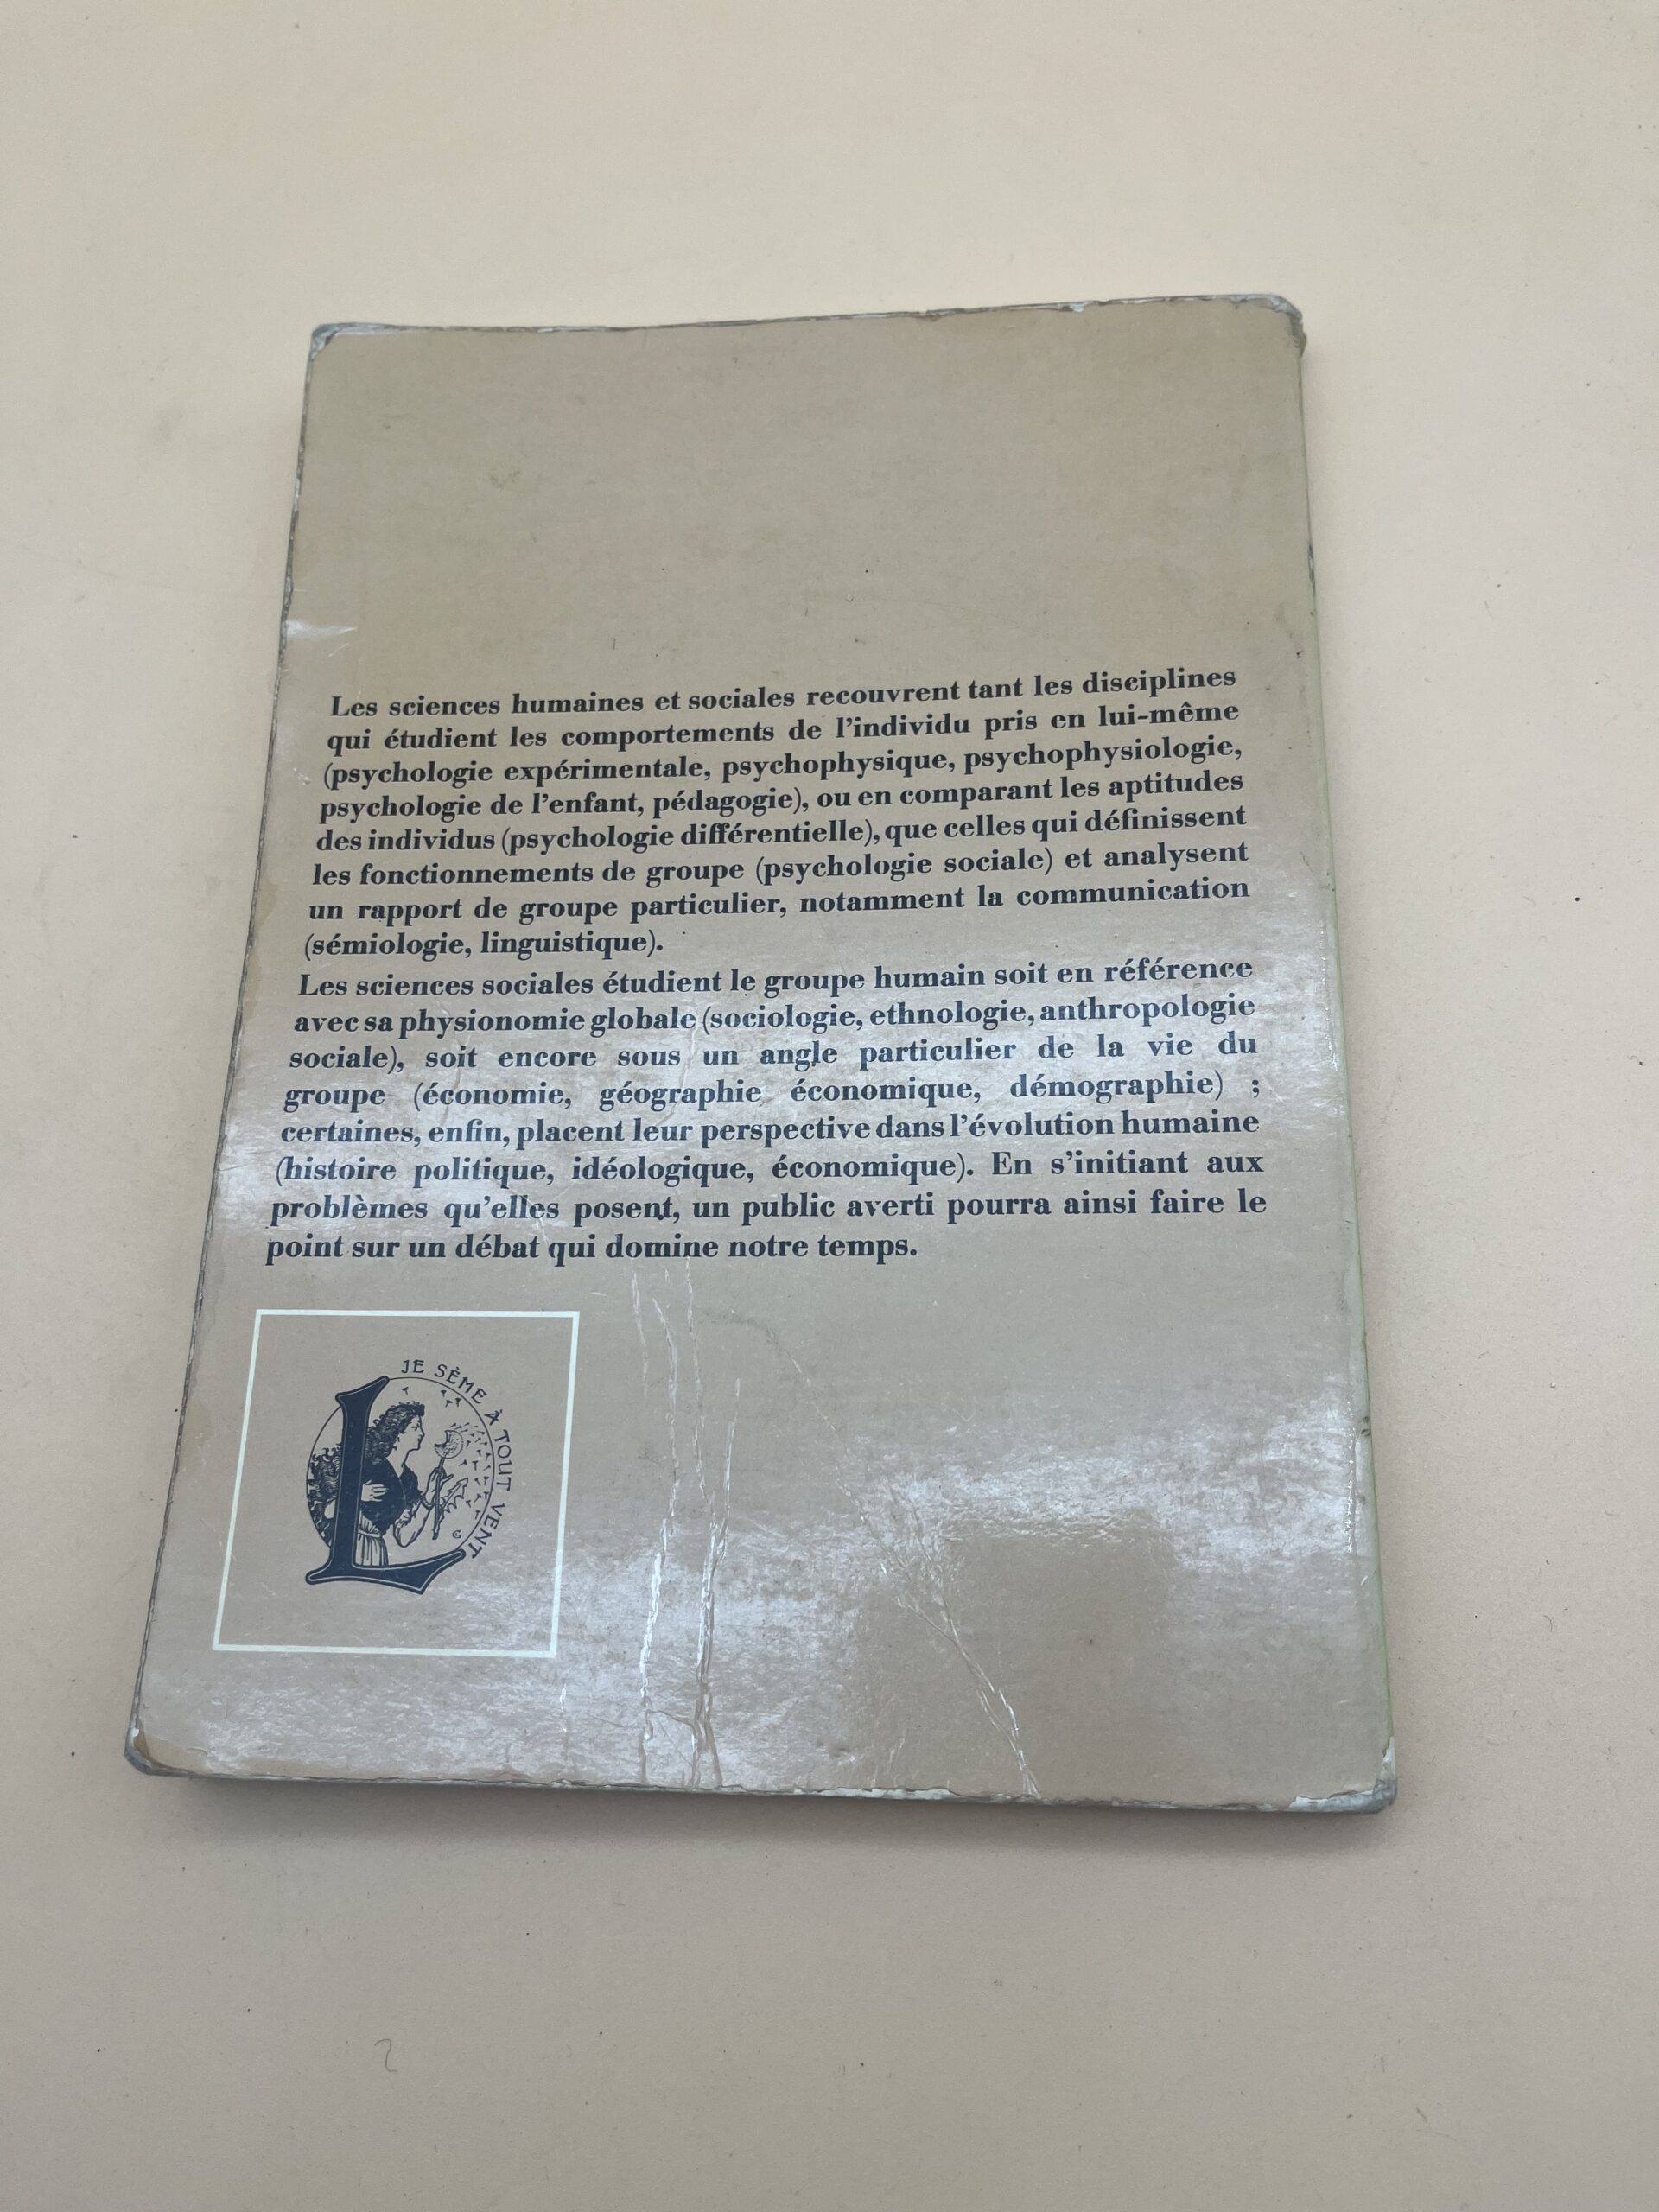 Les sciences humaines et sociales recouvrent tant les disciplines
qui étudient les comportements de l'individu pris en lui-même
(psychologie expérimentale, psychophysique, psychophysiologie,
psychologie de l'enfant, pédagogie), ou en comparant les aptitudes
des individus (psychologie différentielle), que celles qui définissent
les fonctionnements de groupe (psychologie sociale) et analysent
un rapport de groupe particulier, notamment la communication
(sémiologie, linguistique).
Les sciences sociales étudient le groupe humain soit en référence
avec sa physionomie globale (sociologie, ethnologie, anthropologie
sociale), soit encore sous un angle particulier de la vie du
groupe (économie, géographie économique, démographie) ;
certaines, enfin, placent leur perspective dans l'évolution humaine
(histoire politique, idéologique, économique). En s'initiant aux
problèmes qu'elles posent, un public averti pourra ainsi faire le
point sur un débat qui domine notre temps.
JE SÈME À TOUT VENT
L